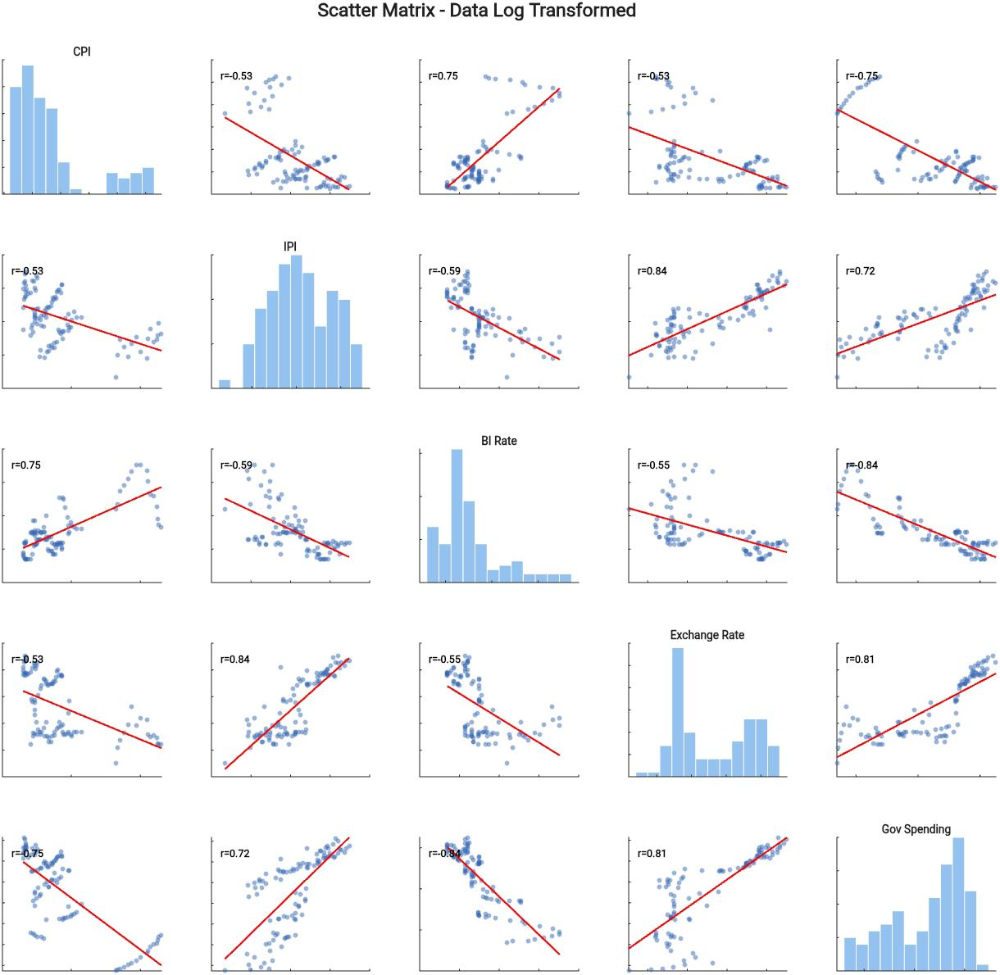 Scatter Matrix - Data Log Transformed
CPI
r=-0.53
r=0.75
r=-0.53
r=-0.75
IPI
r=-0.53
r=-0.59
r=0.84
r=0.72
BI Rate
r=0.75
r=-0.59
r=-0.55
r=-0.84
Exchange Rate
r=-0.53
r=0.84
r=-0.55
r=0.81
Gov Spending
r=-0.75
r=0.72
r=-0.84
r=0.81